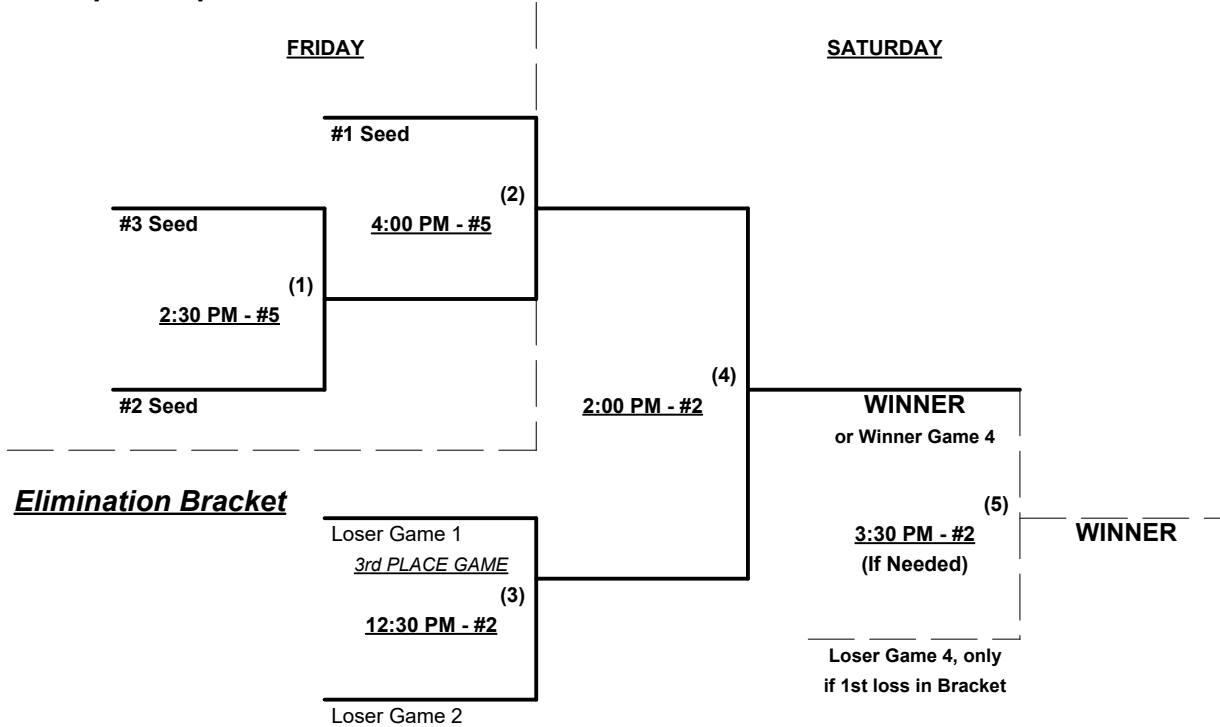 FRIDAY
SATURDAY
#1 Seed
(2)
4:00 PM - #5
#3 Seed
(1)
2:30 PM - #5
#2 Seed
(4)
2:00 PM - #2
WINNER
or Winner Game 4
Elimination Bracket
Loser Game 1
3rd PLACE GAME
(3)
12:30 PM - #2
Loser Game 2
(5)
3:30 PM - #2
(If Needed)
WINNER
Loser Game 4, only
if 1st loss in Bracket